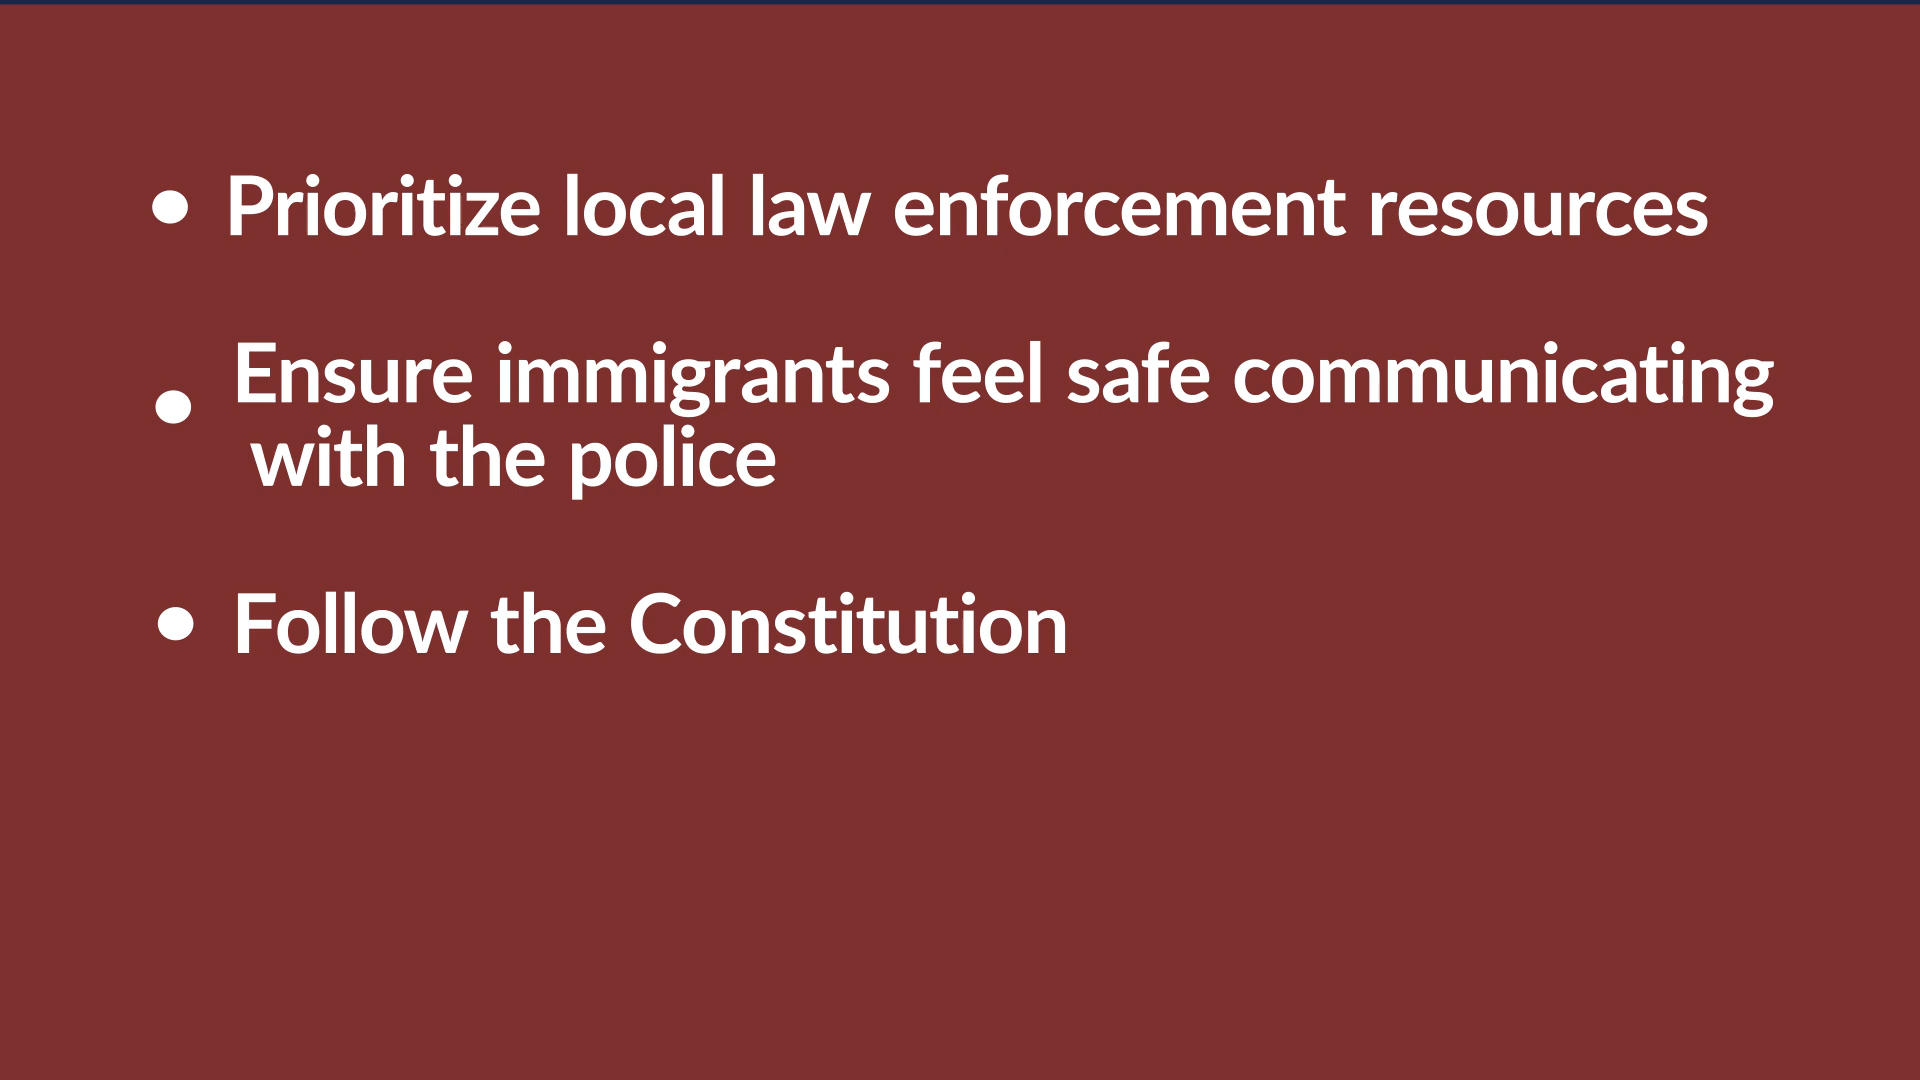 • Prioritize local law enforcement resources
• Ensure immigrants feel safe communicating
with the police
• Follow the Constitution